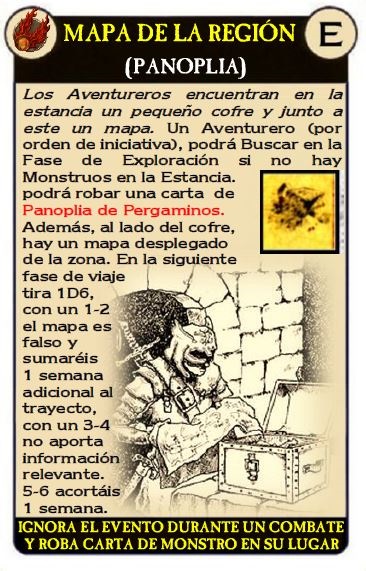 MAPA DE LA REGIÓN
E
(PANOPLIA)
Los Aventureros encuentran en la
estancia un pequeño cofre y junto a
este un mapa. Un Aventurero (por
orden de iniciativa), podrá Buscar en la
Fase de Exploración si no hay
Monstruos en la Estancia.
podrá robar una carta de
Panoplia de Pergaminos.
Además, al lado del cofre,
hay un mapa desplegado
de la zona. En la siguiente
fase de viaje
tira 1D6,
con un 1-2
el mapa es
falso y
sumaréis
1 semana
adicional al
trayecto,
con un 3-4
no aporta
información
relevante.
5-6 acortáis
1 semana.
IGNORA EL EVENTO DURANTE UN COMBATE
Y ROBA CARTA DE MONSTRO EN SU LUGAR